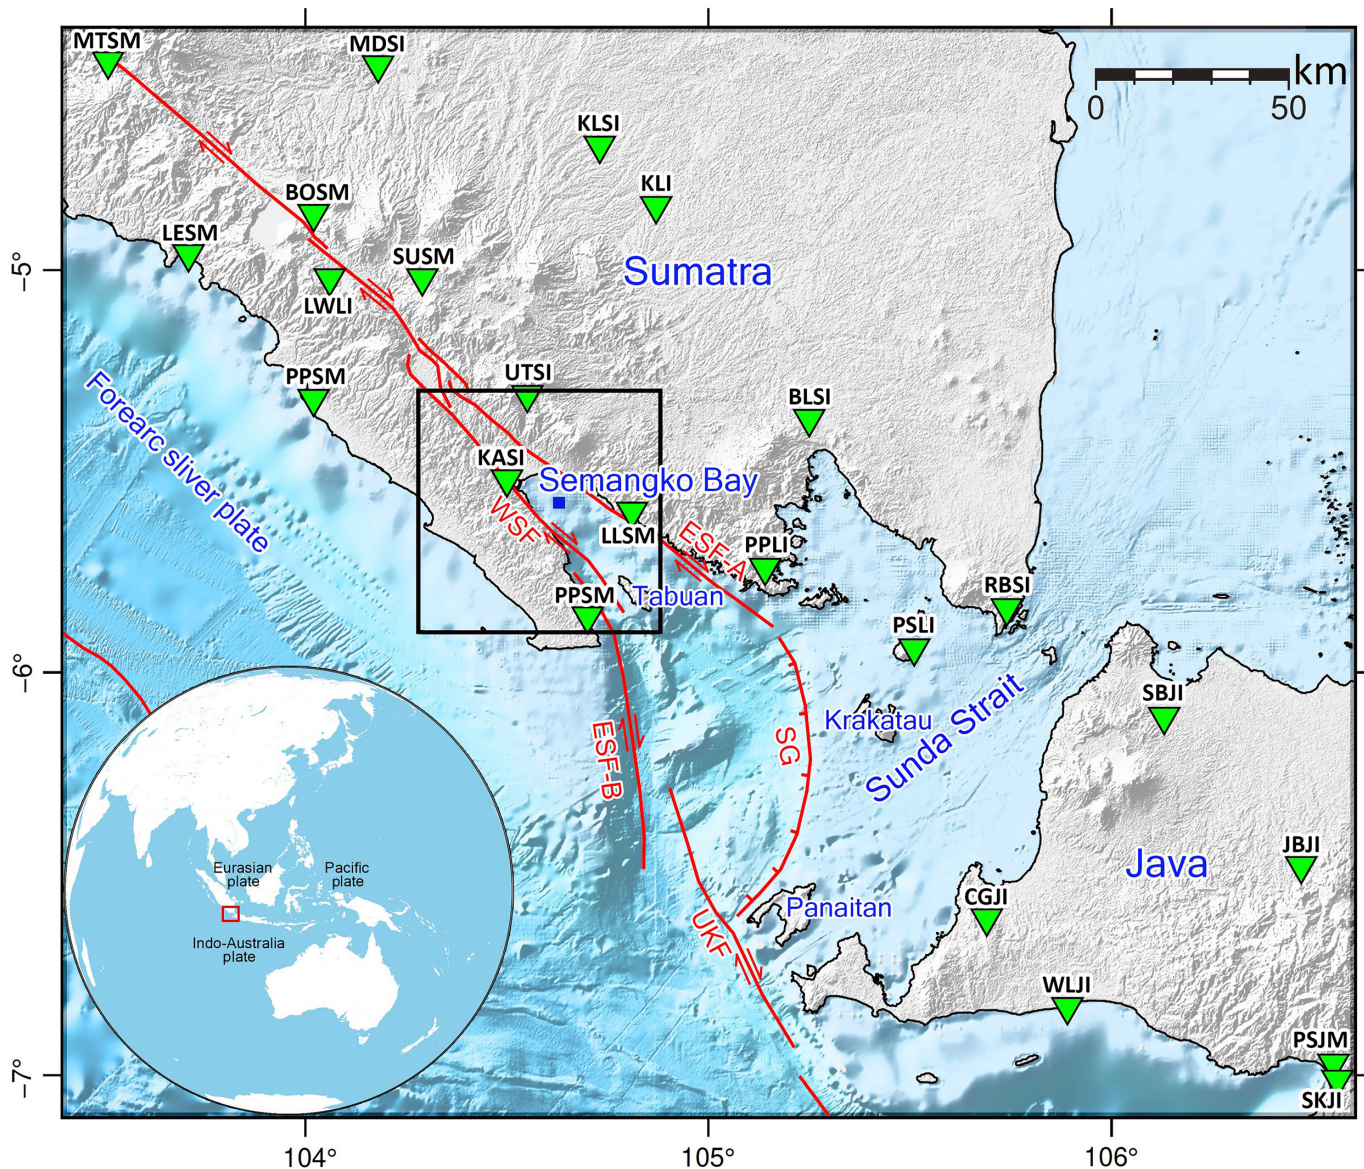 MTSM
MDSI
km
0
50
KLSI
KLI
BOSM
LESM
SUSM
LWLI
Sumatra
−5°
PPSM
UTSI
BLSI
Forearc sliver plate
KASI
Semangko Bay
WSF
LLSM
ESF-A
PPLI
PPSM
Tabuan
RBSI
PSLI
−6°
SBJI
Krakatau
Sunda Strait
ESF-B
SG
JBJI
Java
Eurasian
plate
Pacific
plate
Indo-Australia
plate
CGJI
Panaitan
UKF
WLJI
PSJM
−7°
SKJI
104°
105°
106°